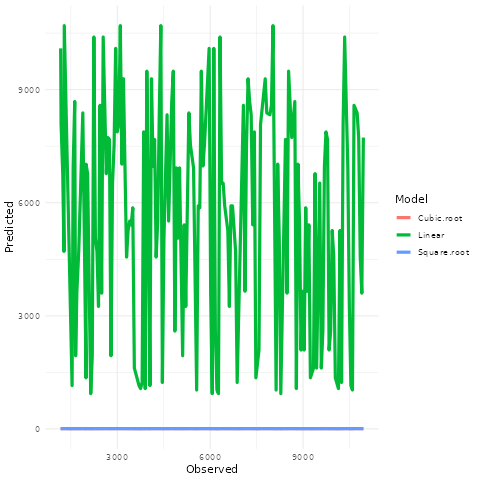 9000
6000
3000
0
Predicted
3000 6000 9000
Observed
Model
Cubic.root
Linear
Square.root